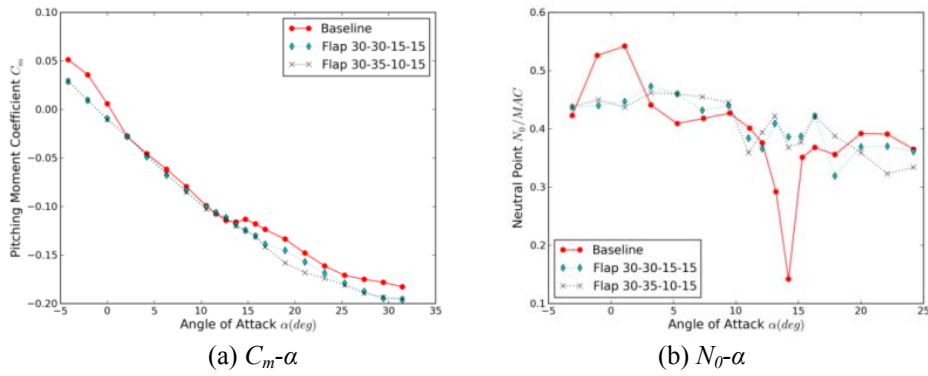 0.10
0.05
0.00
−0.05
−0.10
−0.15
−0.20
−5
0
5
10
15
20
25
30
35
Pitching Moment Coefficient Cₘ
Angle of Attack α(deg)
Baseline
Flap 30-30-15-15
Flap 30-35-10-15
(a) Cₘ-α
0.6
0.5
0.4
0.3
0.2
0.1
−5
0
5
10
15
20
25
Neutral Point N₀/MAC
Angle of Attack α(deg)
Baseline
Flap 30-30-15-15
Flap 30-35-10-15
(b) N₀-α